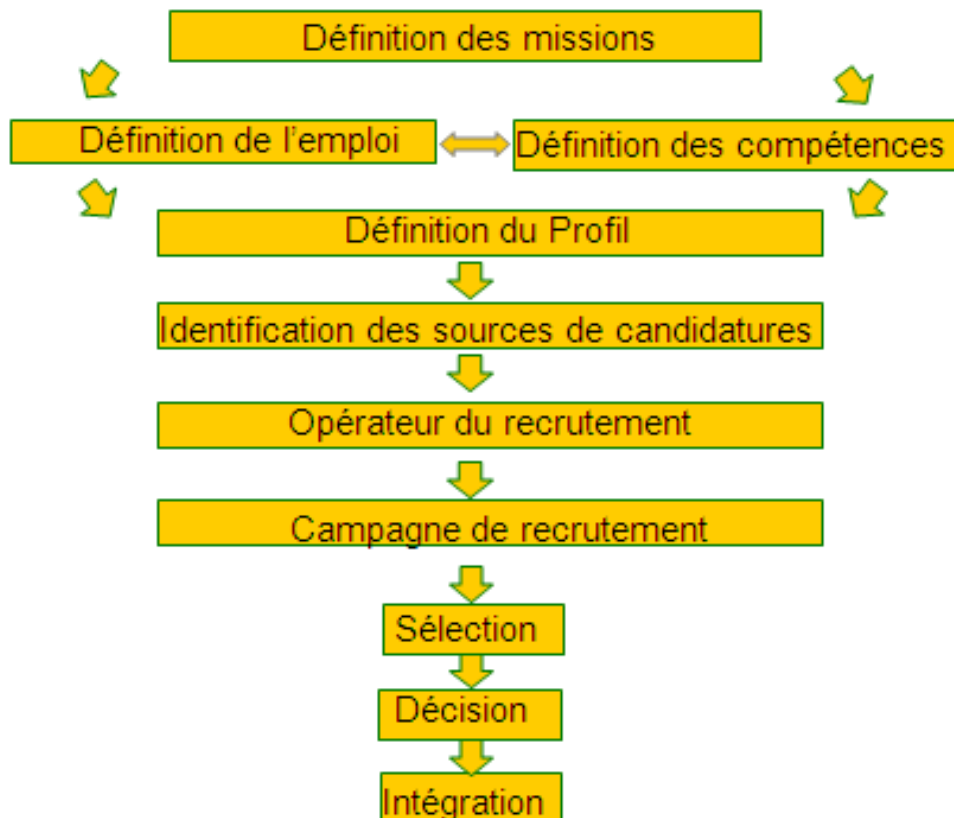 Définition des missions
Définition de l'emploi
Définition des compétences
Définition du Profil
Identification des sources de candidatures
Opérateur du recrutement
Campagne de recrutement
Sélection
Décision
Intégration